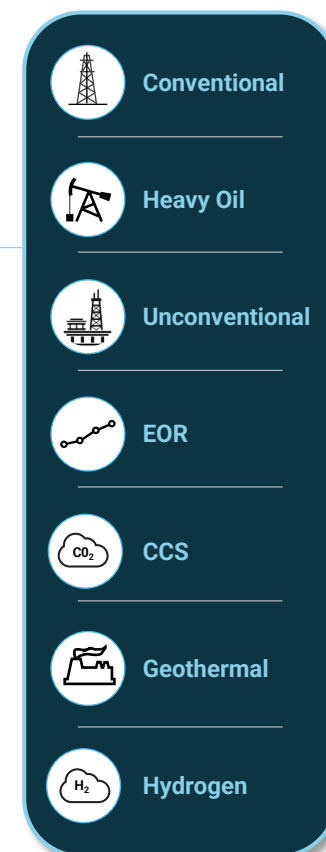 Conventional
Heavy Oil
Unconventional
EOR
C0₂
CCS
Geothermal
H₂
Hydrogen